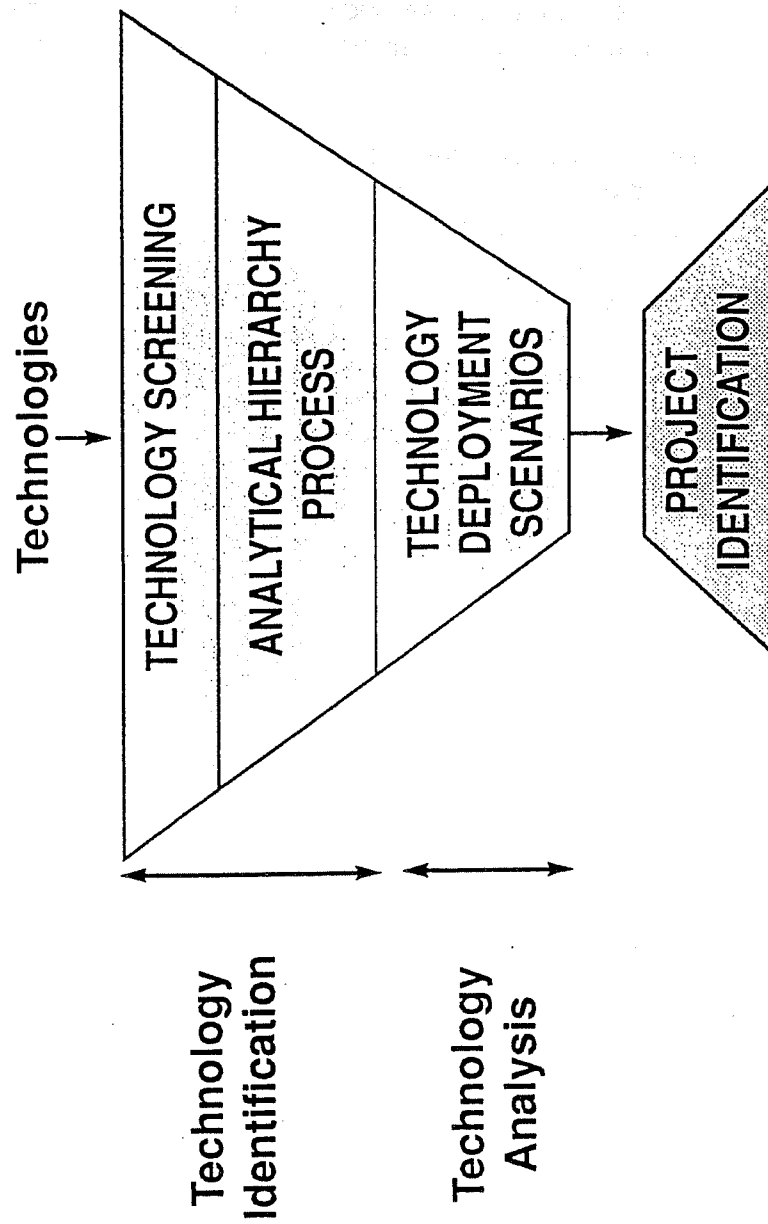 Technologies
TECHNOLOGY SCREENING
ANALYTICAL HIERARCHY
PROCESS
TECHNOLOGY
DEPLOYMENT
SCENARIOS
PROJECT
IDENTIFICATION
Technology
Identification
Technology
Analysis